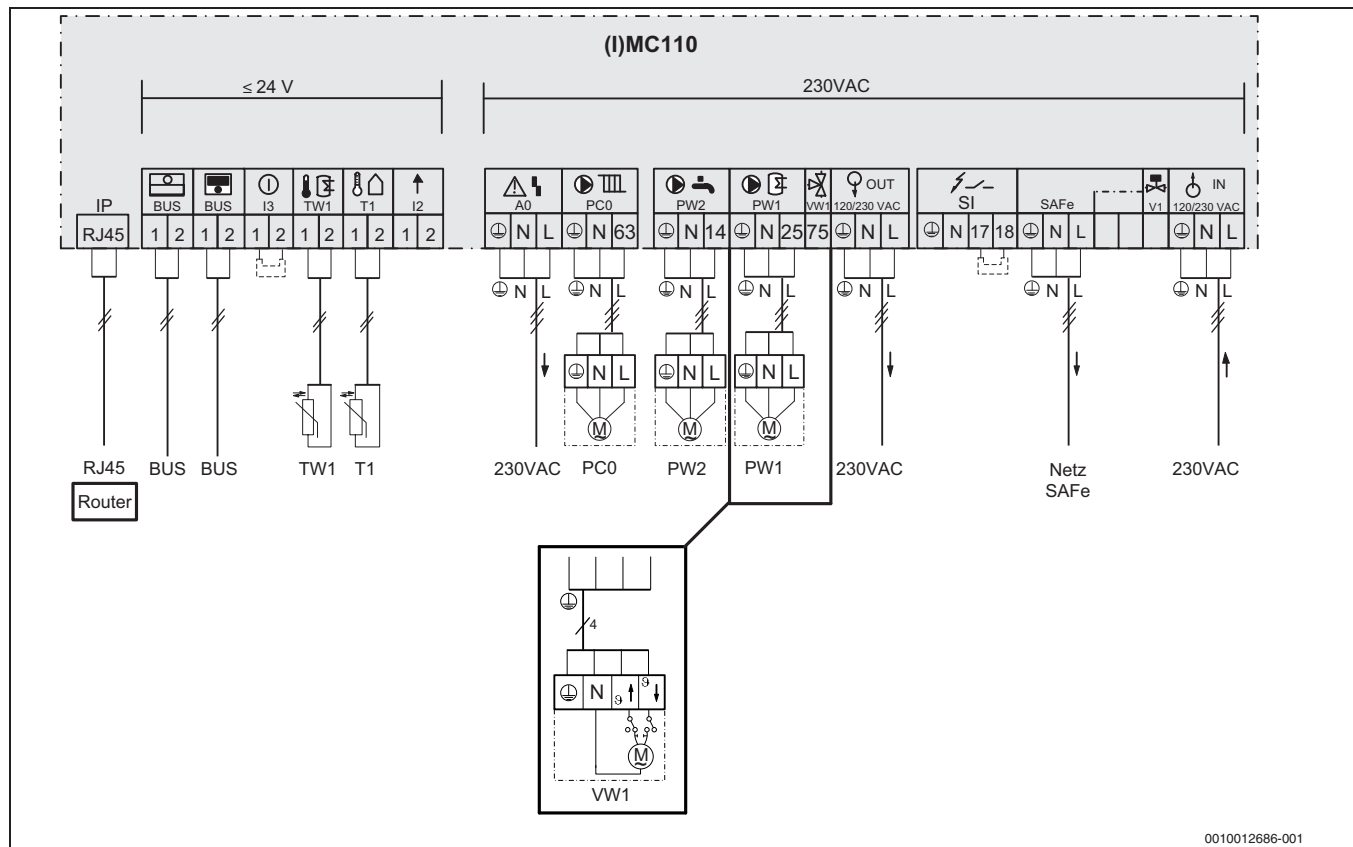 (I)MC110
≤ 24 V
230VAC
IP
BUS BUS I3 TW1 T1 I2
A0 PC0 PW2 PW1 VW1 OUT 120/230 VAC SI SAFe V1 IN 120/230 VAC
RJ45 1 2 1 2 1 2 1 2 1 2 1 2
N L N 63 N 14 N 25 75 N L N 17 18 N L N L
N L N L N L N L N L N L N L
N L N L N L
M M M
RJ45 BUS BUS TW1 T1 230VAC PC0 PW2 PW1 230VAC Netz 230VAC
SAFe
Router
4
N ϑ ϑ
M
VW1
0010012686-001